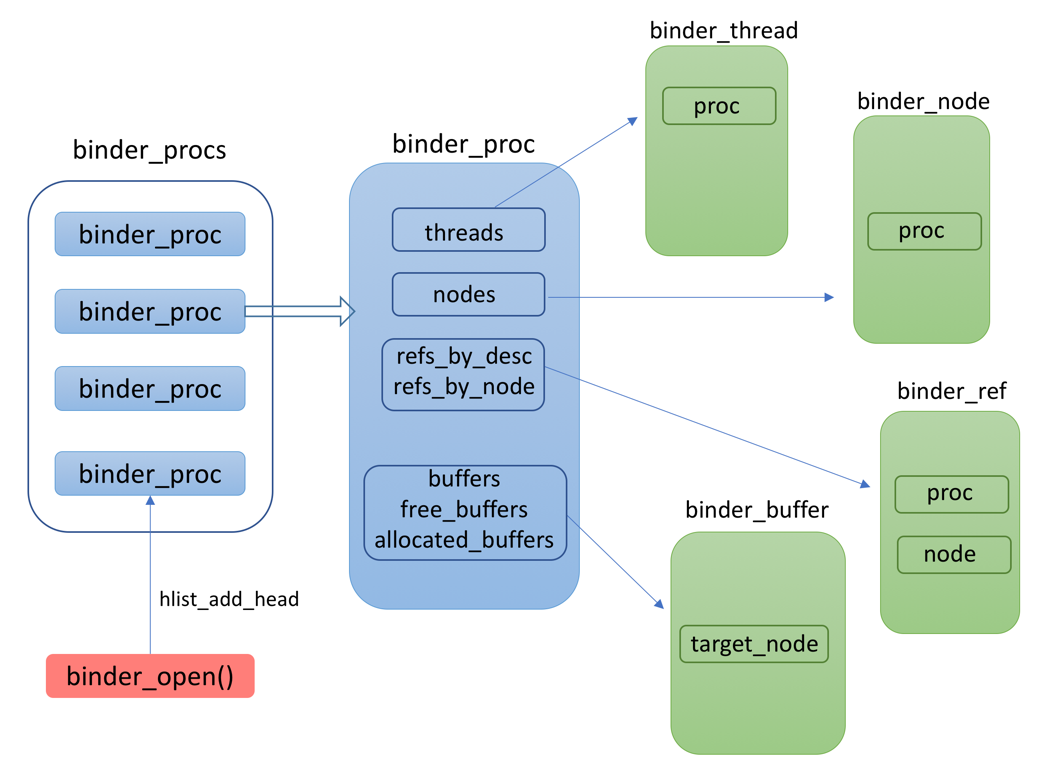 binder_procs
binder_proc
binder_proc
binder_proc
binder_proc
hlist_add_head
binder_open()
binder_proc
threads
nodes
refs_by_desc
refs_by_node
buffers
free_buffers
allocated_buffers
binder_thread
proc
binder_node
proc
binder_ref
proc
node
binder_buffer
target_node